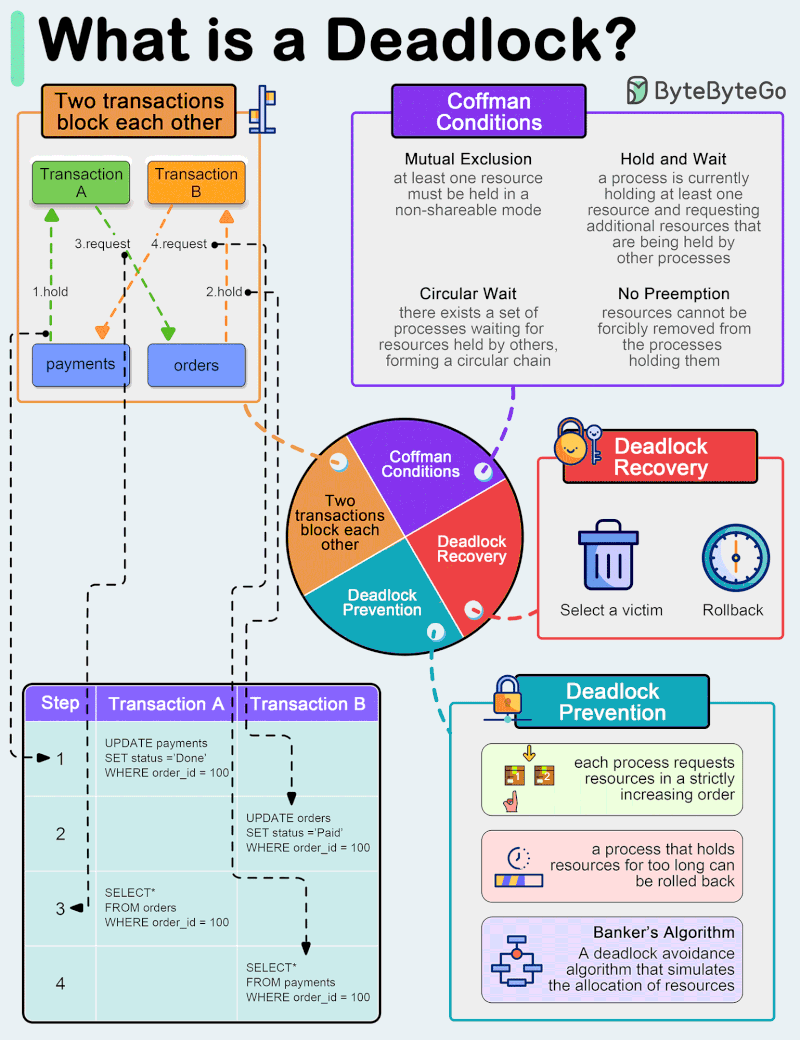 What is a Deadlock?
ByteByteGo
Two transactions
block each other
Transaction
A
Transaction
B
3.request
4.request
1.hold
2.hold
payments
orders
Coffman
Conditions
Mutual Exclusion
at least one resource
must be held in a
non-shareable mode
Hold and Wait
a process is currently
holding at least one
resource and requesting
additional resources that
are being held by
other processes
Circular Wait
there exists a set of
processes waiting for
resources held by others,
forming a circular chain
No Preemption
resources cannot be
forcibly removed from
the processes
holding them
Coffman
Conditions
Two
transactions
block each
other
Deadlock
Recovery
Deadlock
Prevention
Deadlock
Recovery
Select a victim
Rollback
Step
Transaction A
Transaction B
1
UPDATE payments
SET status ='Done'
WHERE order_id = 100
2
UPDATE orders
SET status ='Paid'
WHERE order_id = 100
3
SELECT*
FROM orders
WHERE order_id = 100
4
SELECT*
FROM payments
WHERE order_id = 100
Deadlock
Prevention
1
2
each process requests
resources in a strictly
increasing order
a process that holds
resources for too long can
be rolled back
Banker's Algorithm
A deadlock avoidance
algorithm that simulates
the allocation of resources